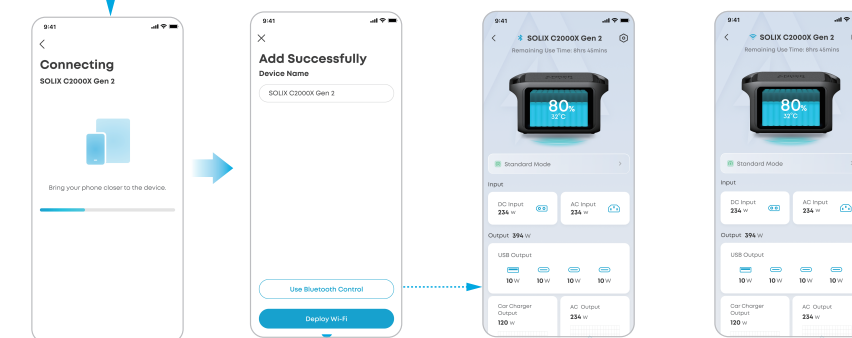 9:41
Connecting
SOLIX C2000X Gen 2
Bring your phone closer to the device.
9:41
Add Successfully
Device Name
SOLIX C2000X Gen 2
Use Bluetooth Control
Deploy Wi-Fi
9:41
SOLIX C2000X Gen 2
Remaining Use Time: 8hrs 45mins
80%
32°C
Standard Mode
Input
DC Input
234 W
AC Input
234 W
Output 394 W
USB Output
10 W 10 W 10 W 10 W
Car Charger
Output
120 W
AC Output
234 W
9:41
SOLIX C2000X Gen 2
Remaining Use Time: 8hrs 45mins
80%
32°C
Standard Mode
Input
DC Input
234 W
AC Input
234 W
Output 394 W
USB Output
10 W 10 W 10 W 10 W
Car Charger
Output
120 W
AC Output
234 W